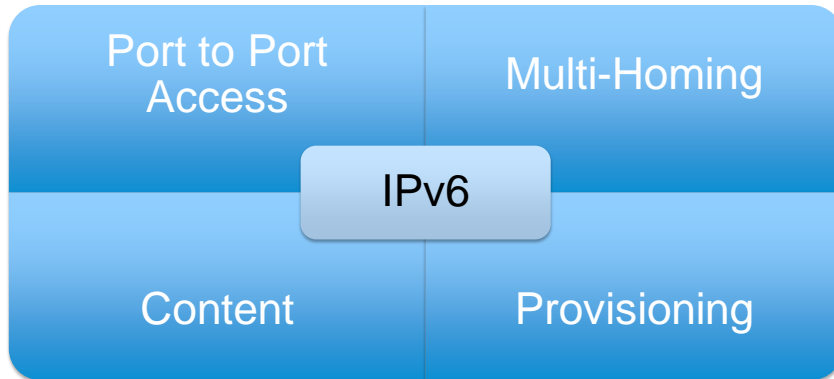 Port to Port
Access
Multi-Homing
IPv6
Content
Provisioning